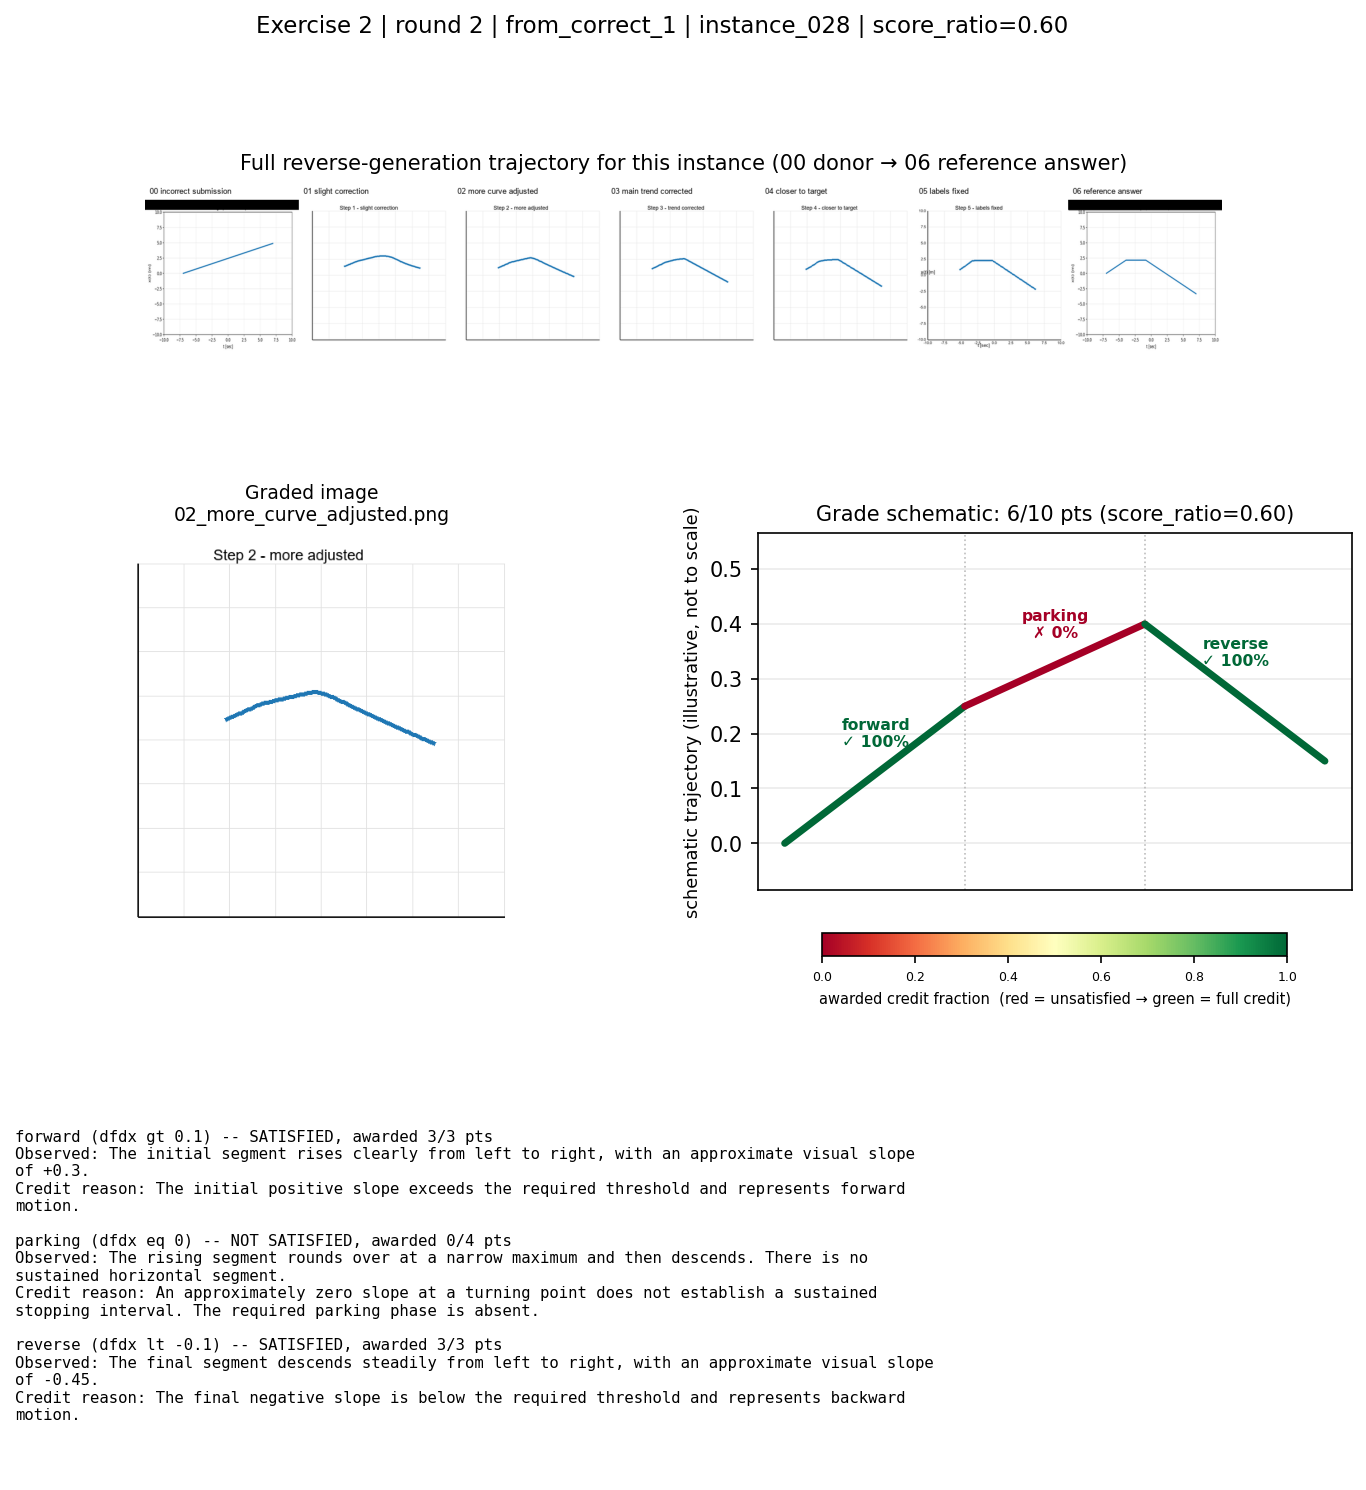 Exercise 2 | round 2 | from_correct_1 | instance_028 | score_ratio=0.60
Full reverse-generation trajectory for this instance (00 donor → 06 reference answer)
00 incorrect submission
01 slight correction
02 more curve adjusted
03 main trend corrected
04 closer to target
05 labels fixed
06 reference answer
Step 1 - slight correction
Step 2 - more adjusted
Step 3 - trend corrected
Step 4 - closer to target
Step 5 - labels fixed
Graded image
02_more_curve_adjusted.png
Step 2 - more adjusted
Grade schematic: 6/10 pts (score_ratio=0.60)
schematic trajectory (illustrative, not to scale)
0.5
0.4
0.3
0.2
0.1
0.0
forward
✓ 100%
parking
✗ 0%
reverse
✓ 100%
0.0 0.2 0.4 0.6 0.8 1.0
awarded credit fraction (red = unsatisfied → green = full credit)
forward (dfdx gt 0.1) -- SATISFIED, awarded 3/3 pts
Observed: The initial segment rises clearly from left to right, with an approximate visual slope
of +0.3.
Credit reason: The initial positive slope exceeds the required threshold and represents forward
motion.
parking (dfdx eq 0) -- NOT SATISFIED, awarded 0/4 pts
Observed: The rising segment rounds over at a narrow maximum and then descends. There is no
sustained horizontal segment.
Credit reason: An approximately zero slope at a turning point does not establish a sustained
stopping interval. The required parking phase is absent.
reverse (dfdx lt -0.1) -- SATISFIED, awarded 3/3 pts
Observed: The final segment descends steadily from left to right, with an approximate visual slope
of -0.45.
Credit reason: The final negative slope is below the required threshold and represents backward
motion.